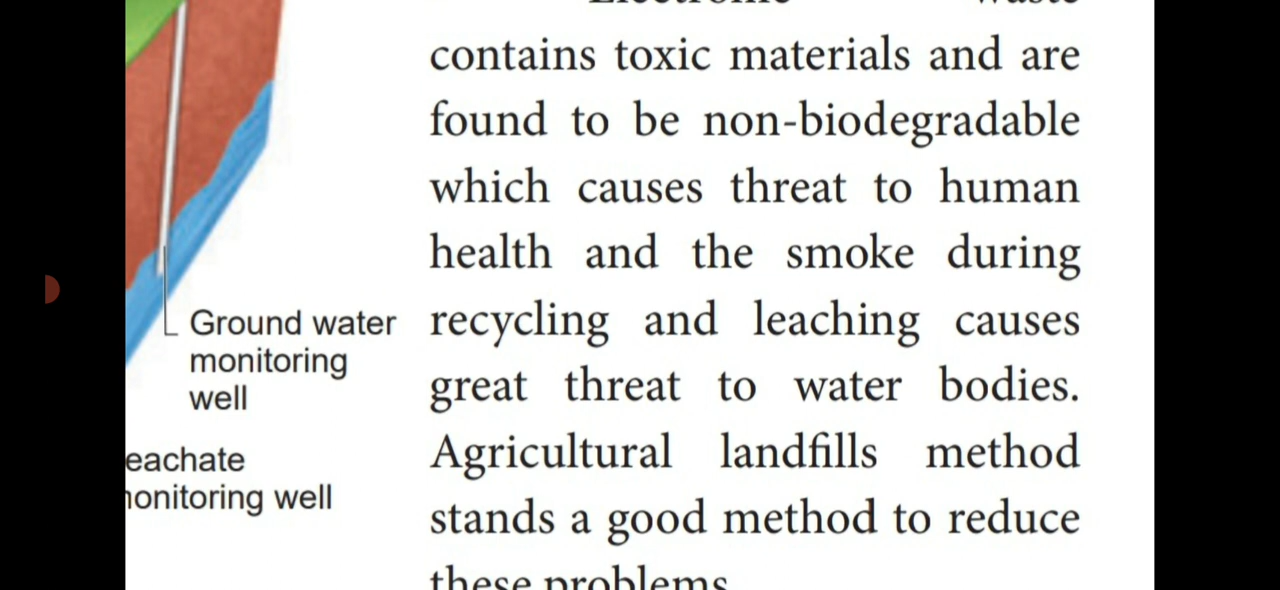 contains toxic materials and are
found to be non-biodegradable
which causes threat to human
health and the smoke during
recycling and leaching causes
great threat to water bodies.
Agricultural landfills method
stands a good method to reduce
these problems
Ground water
monitoring
well
eachate
onitoring well